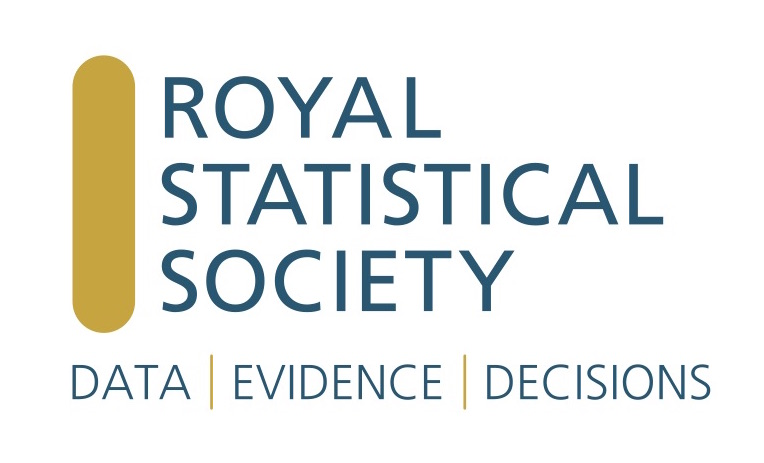 ROYAL
STATISTICAL
SOCIETY
DATA | EVIDENCE | DECISIONS